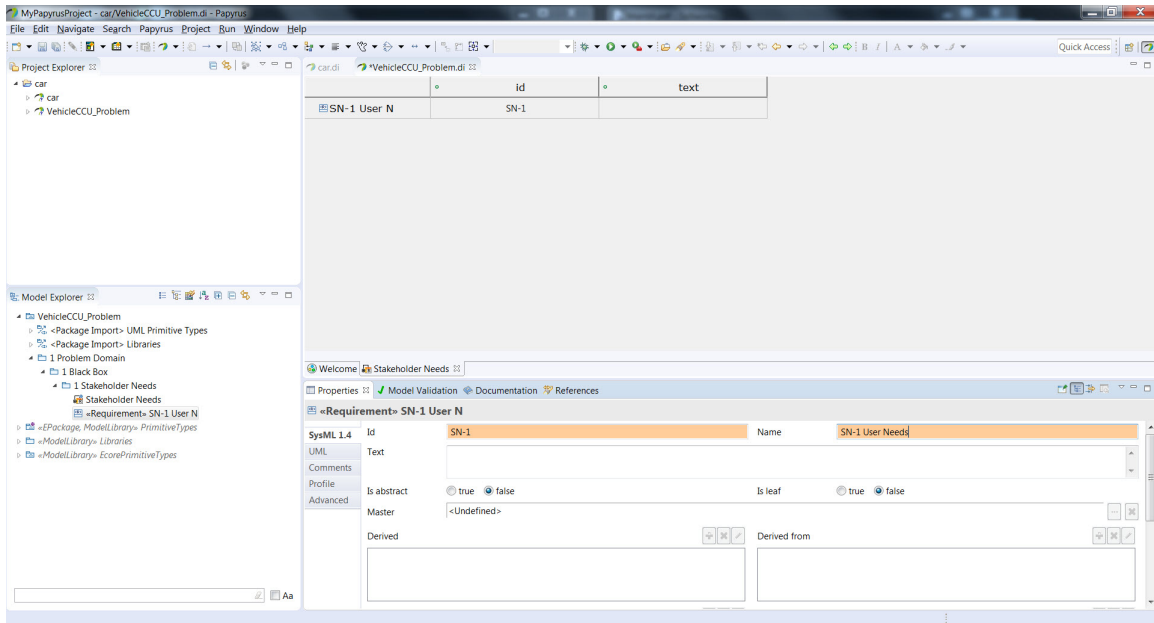 MyPapyrusProject - car/VehicleCCU_Problem.di - Papyrus
File Edit Navigate Search Papyrus Project Run Window Help
Quick Access
Project Explorer
car
car
VehicleCCU_Problem
car.di *VehicleCCU_Problem.di
id text
SN-1 User N SN-1
Model Explorer
VehicleCCU_Problem
<Package Import> UML Primitive Types
<Package Import> Libraries
1 Problem Domain
1 Black Box
1 Stakeholder Needs
Stakeholder Needs
«Requirement» SN-1 User N
«EPackage, ModelLibrary» PrimitiveTypes
«ModelLibrary» Libraries
«ModelLibrary» EcorePrimitiveTypes
Aa
Welcome Stakeholder Needs
Properties Model Validation Documentation References
«Requirement» SN-1 User N
SysML 1.4
UML
Comments
Profile
Advanced
Id SN-1 Name SN-1 User Needs
Text
Is abstract true false Is leaf true false
Master <Undefined>
Derived Derived from